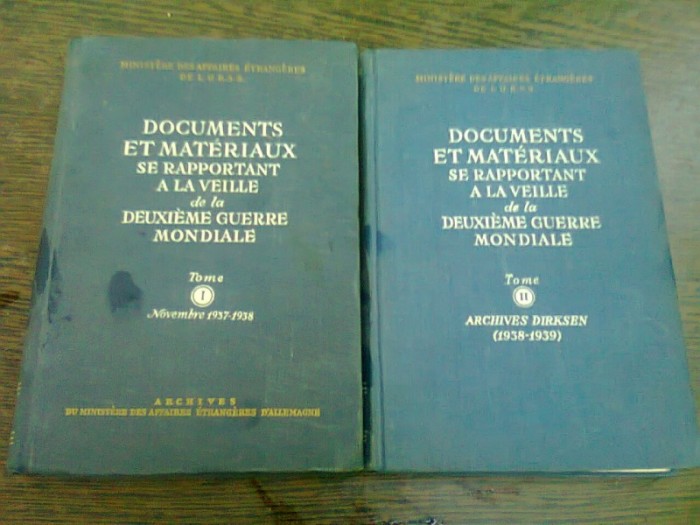 MINISTÈRE DES AFFAIRES ÉTRANGÈRES
DE L'U.R.S.S.
DOCUMENTS
ET MATÉRIAUX
SE RAPPORTANT
A LA VEILLE
de la
DEUXIÈME GUERRE
MONDIALE
Tome
I
Novembre 1937-1938
ARCHIVES
DU MINISTÈRE DES AFFAIRES ÉTRANGÈRES D'ALLEMAGNE
MINISTÈRE DES AFFAIRES ÉTRANGÈRES
DE L'U.R.S.S.
DOCUMENTS
ET MATÉRIAUX
SE RAPPORTANT
A LA VEILLE
de la
DEUXIÈME GUERRE
MONDIALE
Tome
II
ARCHIVES DIRKSEN
(1938-1939)